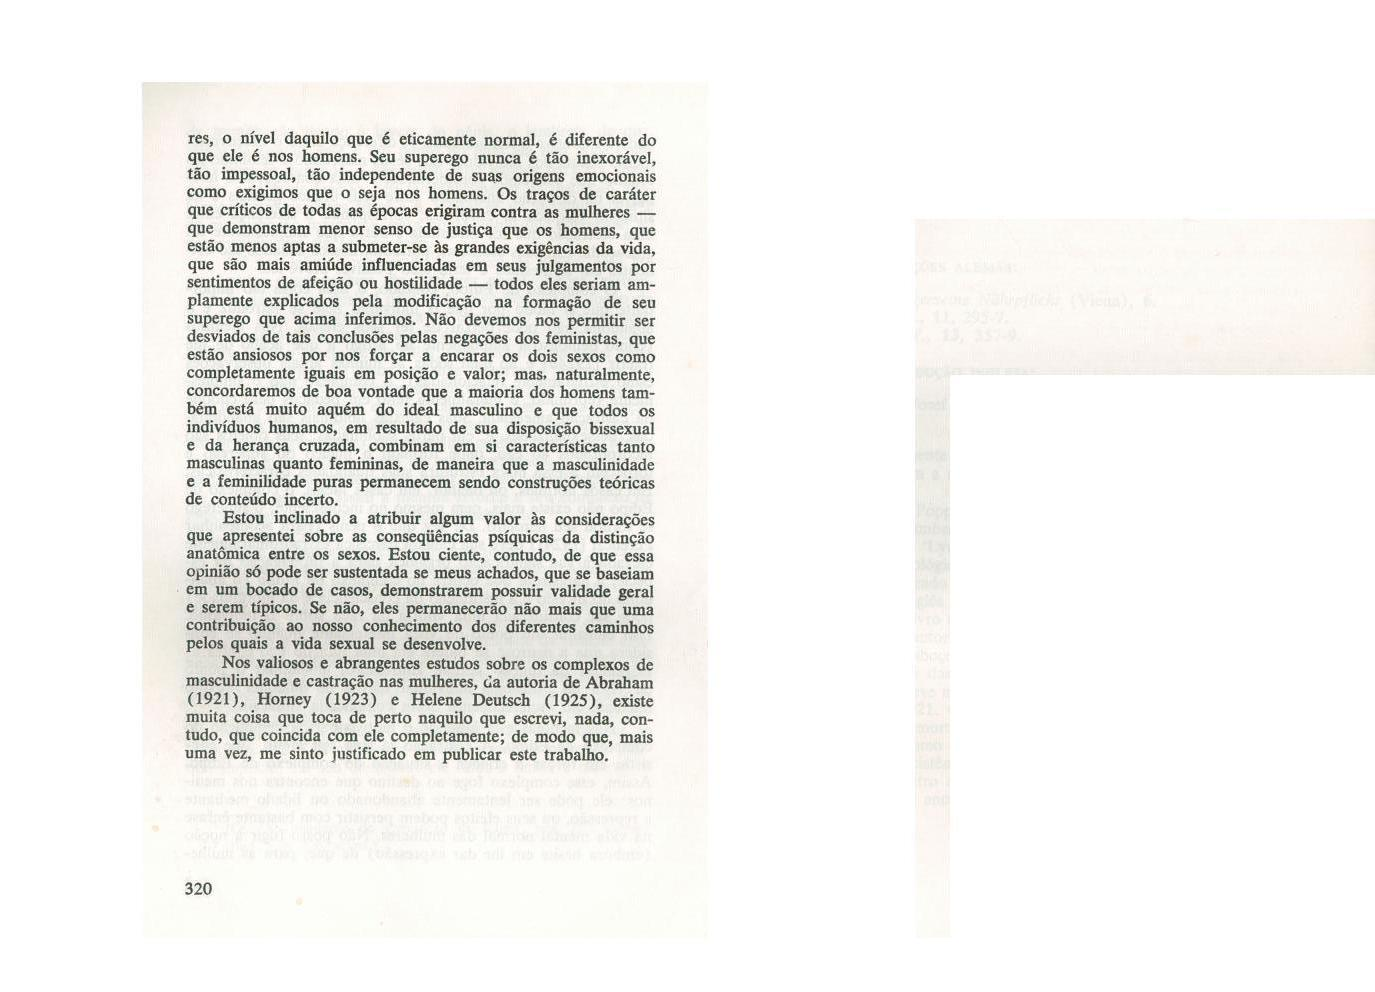 res, o nível daquilo que é eticamente normal, é diferente do
que ele é nos homens. Seu superego nunca é tão inexorável,
tão impessoal, tão independente de suas origens emocionais
como exigimos que o seja nos homens. Os traços de caráter
que críticos de todas as épocas erigiram contra as mulheres —
que demonstram menor senso de justiça que os homens, que
estão menos aptas a submeter-se às grandes exigências da vida,
que são mais amiúde influenciadas em seus julgamentos por
sentimentos de afeição ou hostilidade — todos eles seriam am-
plamente explicados pela modificação na formação de seu
superego que acima inferimos. Não devemos nos permitir ser
desviados de tais conclusões pelas negações dos feministas, que
estão ansiosos por nos forçar a encarar os dois sexos como
completamente iguais em posição e valor; mas, naturalmente,
concordaremos de boa vontade que a maioria dos homens tam-
bém está muito aquém do ideal masculino e que todos os
indivíduos humanos, em resultado de sua disposição bissexual
e da herança cruzada, combinam em si características tanto
masculinas quanto femininas, de maneira que a masculinidade
e a feminilidade puras permanecem sendo construções teóricas
de conteúdo incerto.
Estou inclinado a atribuir algum valor às considerações
que apresentei sobre as conseqüências psíquicas da distinção
anatômica entre os sexos. Estou ciente, contudo, de que essa
opinião só pode ser sustentada se meus achados, que se baseiam
em um bocado de casos, demonstrarem possuir validade geral
e serem típicos. Se não, eles permanecerão não mais que uma
contribuição ao nosso conhecimento dos diferentes caminhos
pelos quais a vida sexual se desenvolve.
Nos valiosos e abrangentes estudos sobre os complexos de
masculinidade e castração nas mulheres, da autoria de Abraham
(1921), Horney (1923) e Helene Deutsch (1925), existe
muita coisa que toca de perto naquilo que escrevi, nada, con-
tudo, que coincida com ele completamente; de modo que, mais
uma vez, me sinto justificado em publicar este trabalho.
320